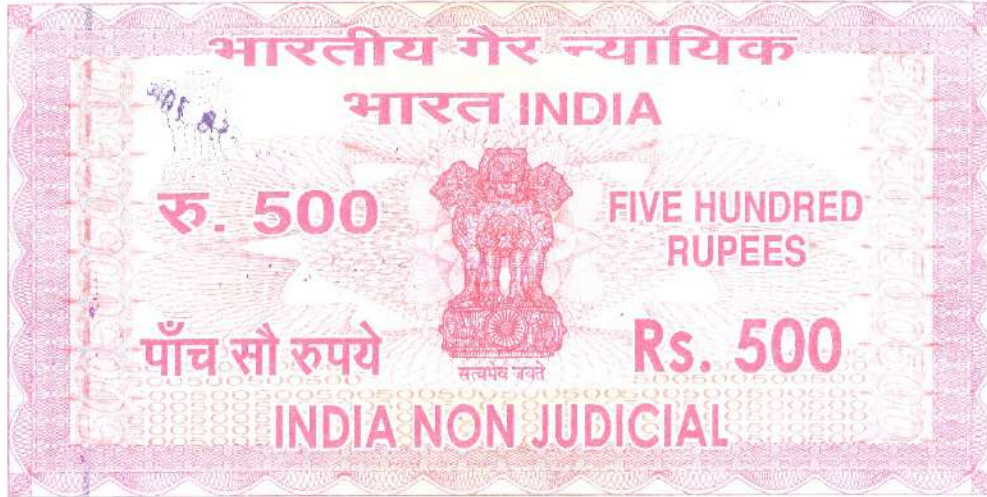 भारतीय गैर न्यायिक
भारत INDIA
रु. 500
FIVE HUNDRED
RUPEES
पाँच सौ रुपये
Rs. 500
सत्यमेव जयते
INDIA NON JUDICIAL